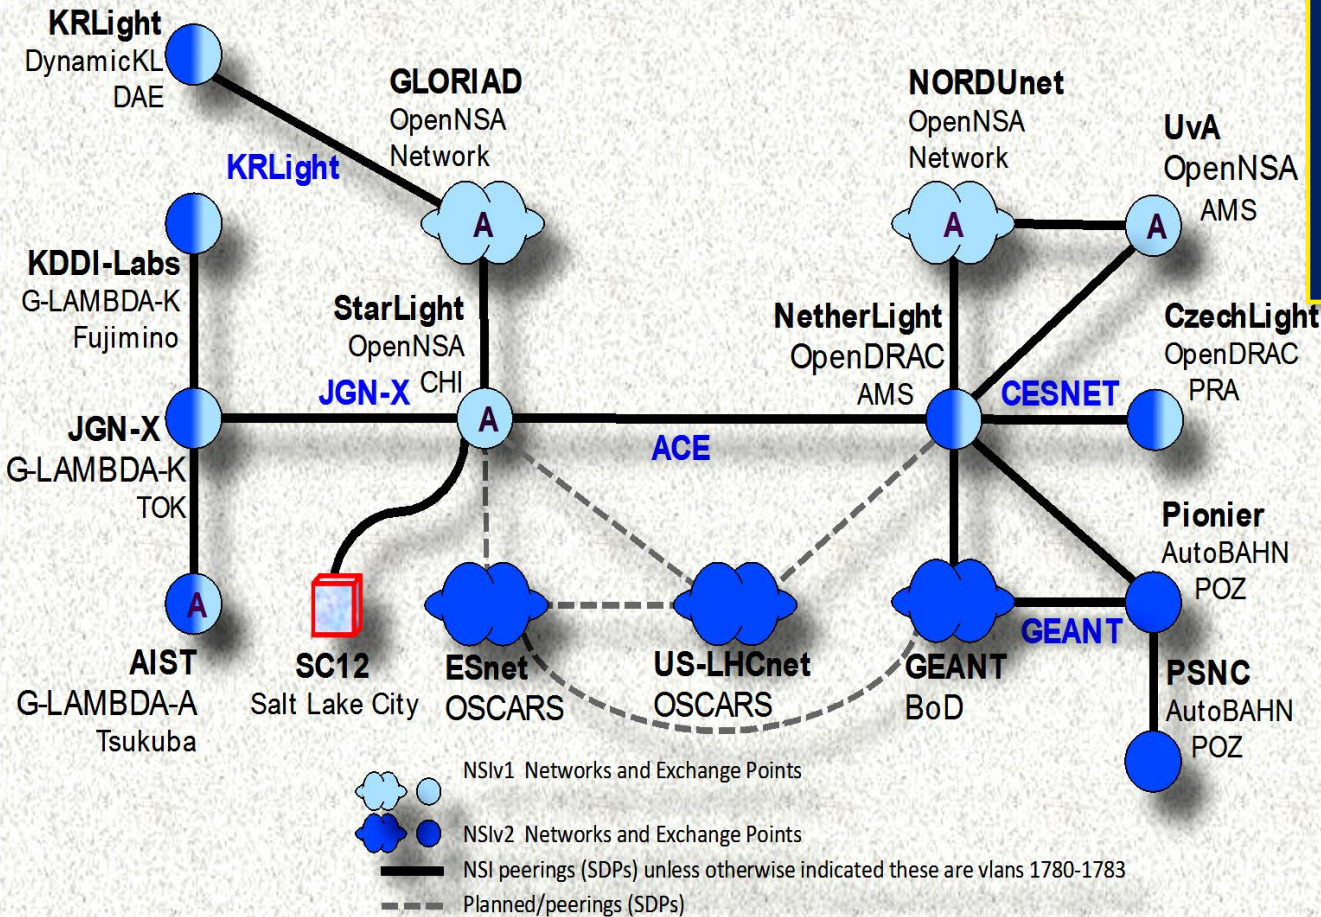 KRLight
DynamicKL
DAE
KRLight
GLORIAD
OpenNSA
Network
A
NORDUnet
OpenNSA
Network
A
UvA
OpenNSA
AMS
A
KDDI-Labs
G-LAMBDA-K
Fujimino
StarLight
OpenNSA
CHI
A
JGN-X
JGN-X
G-LAMBDA-K
TOK
ACE
NetherLight
OpenDRAC
AMS
CESNET
CzechLight
OpenDRAC
PRA
A
AIST
G-LAMBDA-A
Tsukuba
SC12
Salt Lake City
ESnet
OSCARS
US-LHCnet
OSCARS
GEANT
BoD
GEANT
Pionier
AutoBAHN
POZ
PSNC
AutoBAHN
POZ
NSIv1 Networks and Exchange Points
NSIv2 Networks and Exchange Points
NSI peerings (SDPs) unless otherwise indicated these are vlans 1780-1783
Planned/peerings (SDPs)